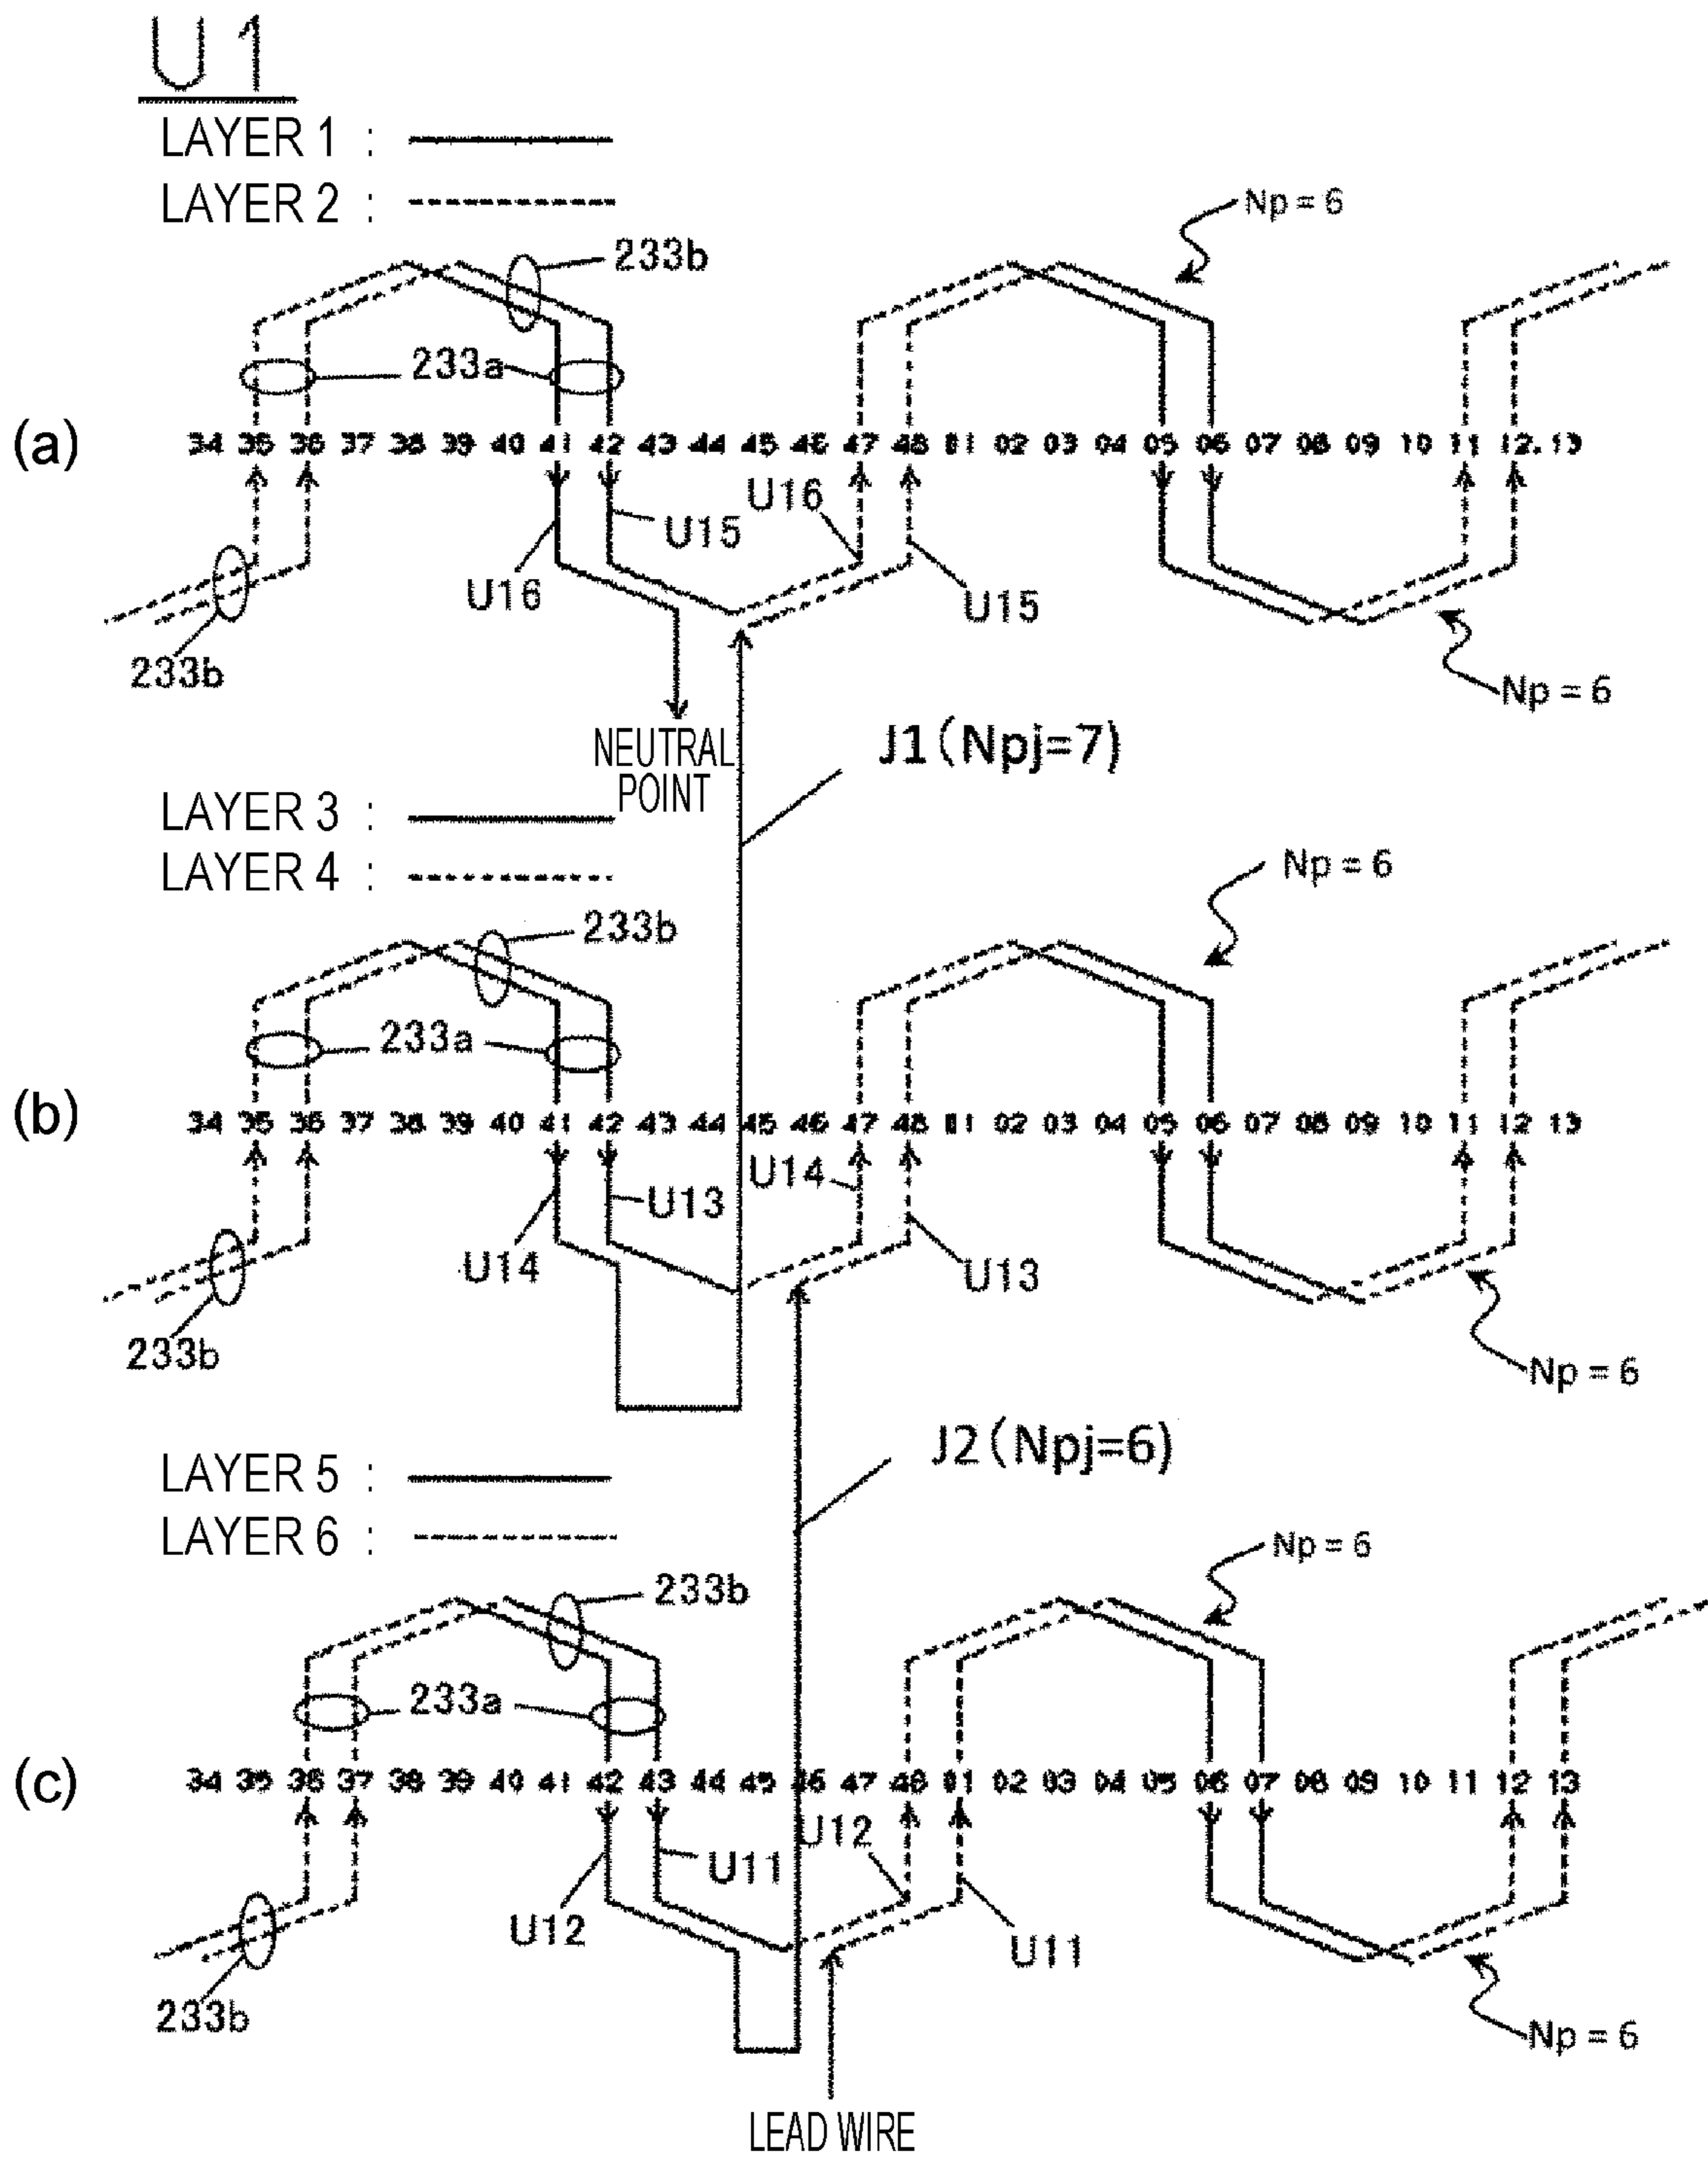 U1
LAYER 1 :
LAYER 2 :
Np = 6
233b
233a
(a)
34 35 36 37 38 39 40 41 42 43 44 45 46 47 48 01 02 03 04 05 06 07 08 09 10 11 12. 13
U16
U15
U16
U15
233b
Np = 6
NEUTRAL
POINT
J1(Npj=7)
LAYER 3 :
LAYER 4 :
Np = 6
233b
233a
(b)
34 35 36 37 38 39 40 41 42 43 44 45 46 47 48 01 02 03 04 05 06 07 08 09 10 11 12 13
U14
U13
U14
U13
233b
Np = 6
J2(Npj=6)
LAYER 5 :
LAYER 6 :
Np = 6
233b
233a
(c)
34 35 36 37 38 39 40 41 42 43 44 45 46 47 48 01 02 03 04 05 06 07 08 09 10 11 12 13
U12
U11
U12
U11
233b
Np = 6
LEAD WIRE